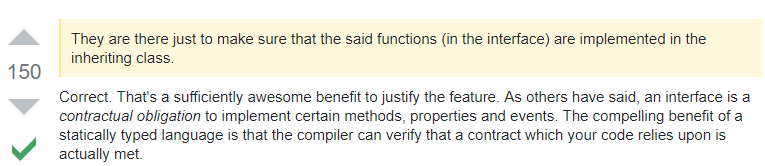 They are there just to make sure that the said functions (in the interface) are implemented in the
inheriting class.
150
Correct. That's a sufficiently awesome benefit to justify the feature. As others have said, an interface is a
contractual obligation to implement certain methods, properties and events. The compelling benefit of a
statically typed language is that the compiler can verify that a contract which your code relies upon is
actually met.